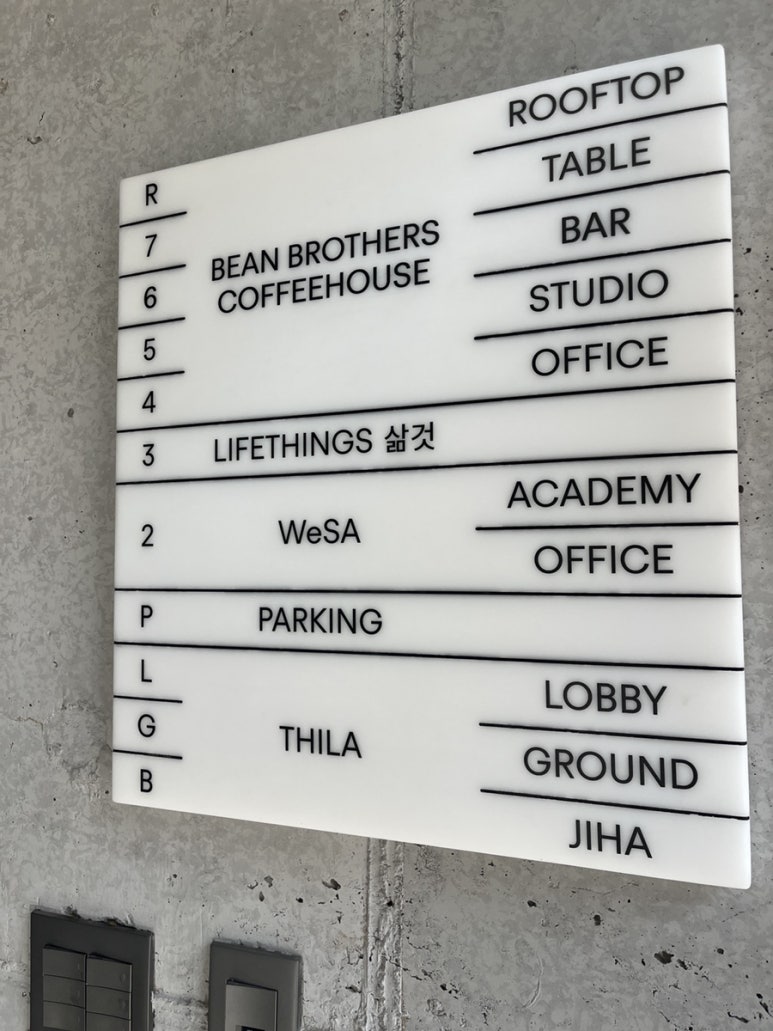 R ROOFTOP
7 TABLE
BEAN BROTHERS
COFFEEHOUSE
6 BAR
5 STUDIO
4 OFFICE
3 LIFETHINGS 삶것
2 WeSA ACADEMY
OFFICE
P PARKING
L LOBBY
G THILA GROUND
B JIHA